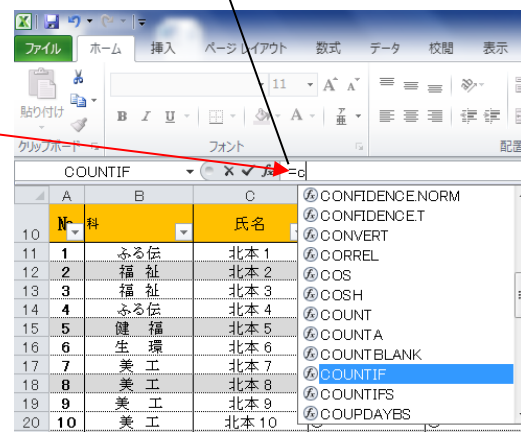 ファイル ホーム 挿入 ページ レイアウト 数式 データ 校閲 表示
11 A A
貼り付け B I U A
クリップボード フォント 配置
COUNTIF fx =c
A B C
10 № 科 氏名
11 1 ふる伝 北本 1
12 2 福 祉 北本 2
13 3 福 祉 北本 3
14 4 ふる伝 北本 4
15 5 健 福 北本 5
16 6 生 環 北本 6
17 7 美 工 北本 7
18 8 美 工 北本 8
19 9 美 工 北本 9
20 10 美 工 北本 10
CONFIDENCE.NORM
CONFIDENCE.T
CONVERT
CORREL
COS
COSH
COUNT
COUNTA
COUNTBLANK
COUNTIF
COUNTIFS
COUPDAYBS